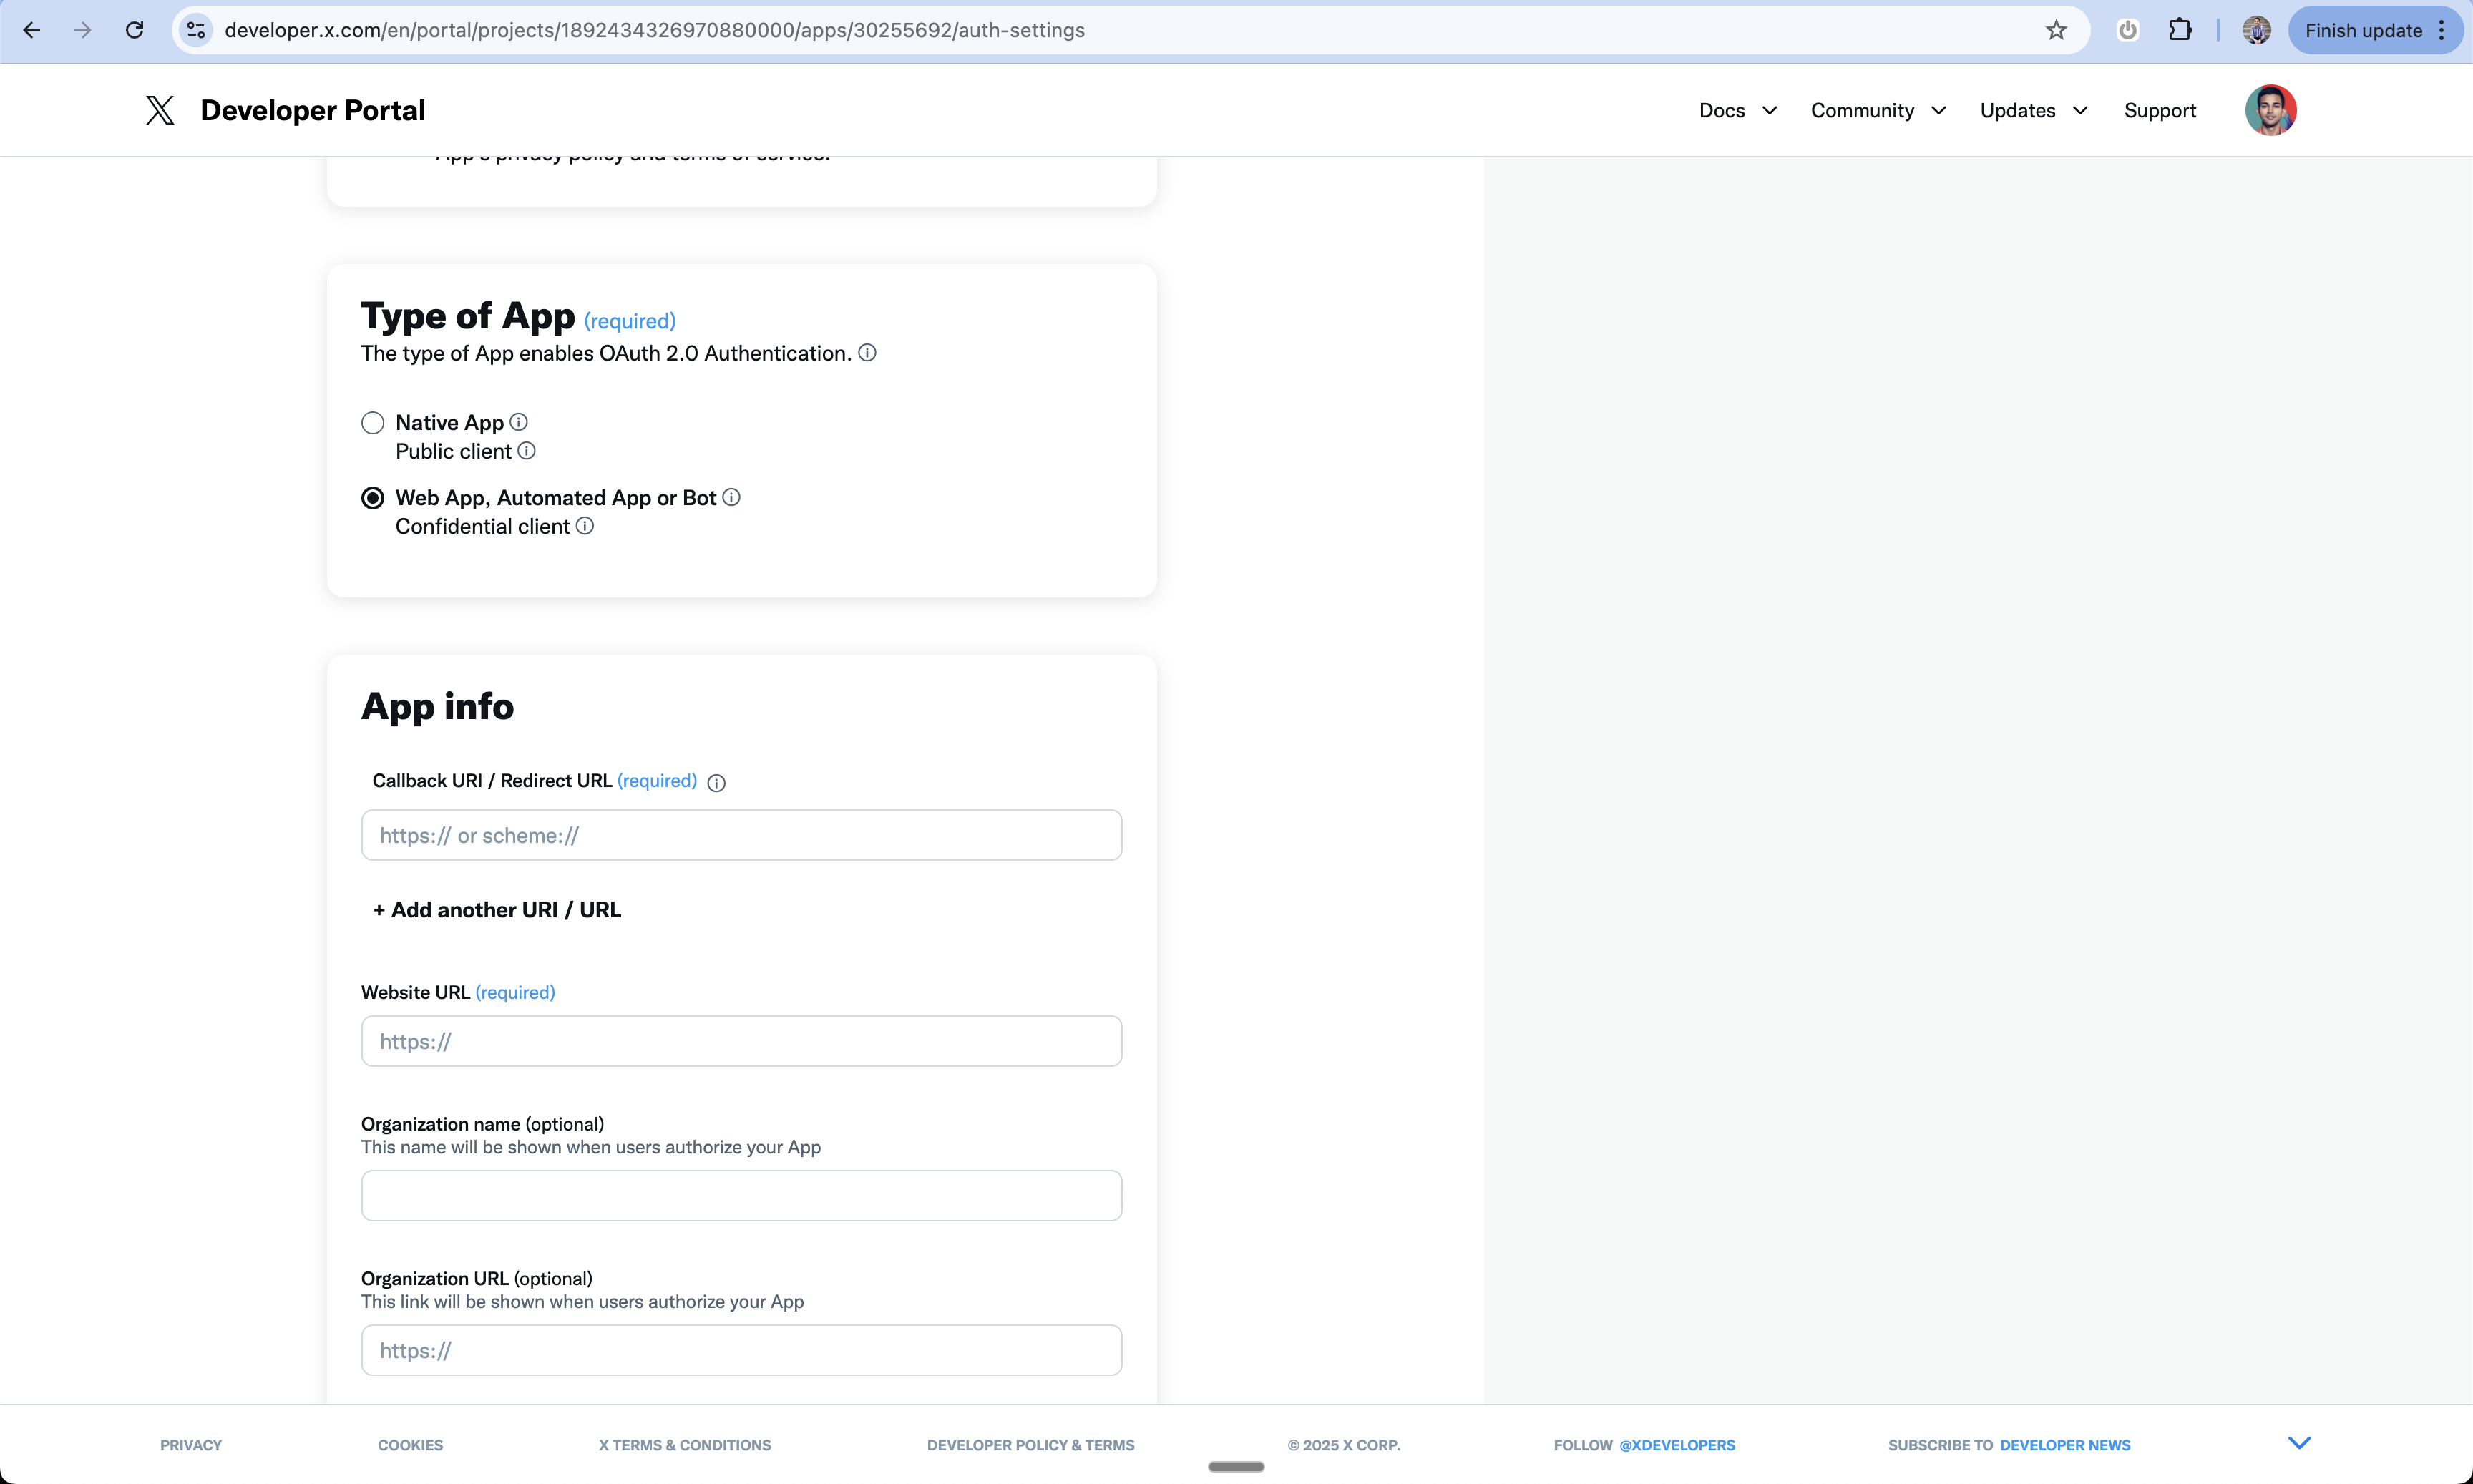 developer.x.com/en/portal/projects/1892434326970880000/apps/30255692/auth-settings
Finish update
Developer Portal
Docs
Community
Updates
Support
App's privacy policy and terms of service.
Type of App (required)
The type of App enables OAuth 2.0 Authentication.
Native App
Public client
Web App, Automated App or Bot
Confidential client
App info
Callback URI / Redirect URL (required)
https:// or scheme://
+ Add another URI / URL
Website URL (required)
https://
Organization name (optional)
This name will be shown when users authorize your App
Organization URL (optional)
This link will be shown when users authorize your App
https://
PRIVACY
COOKIES
X TERMS & CONDITIONS
DEVELOPER POLICY & TERMS
© 2025 X CORP.
FOLLOW @XDEVELOPERS
SUBSCRIBE TO DEVELOPER NEWS